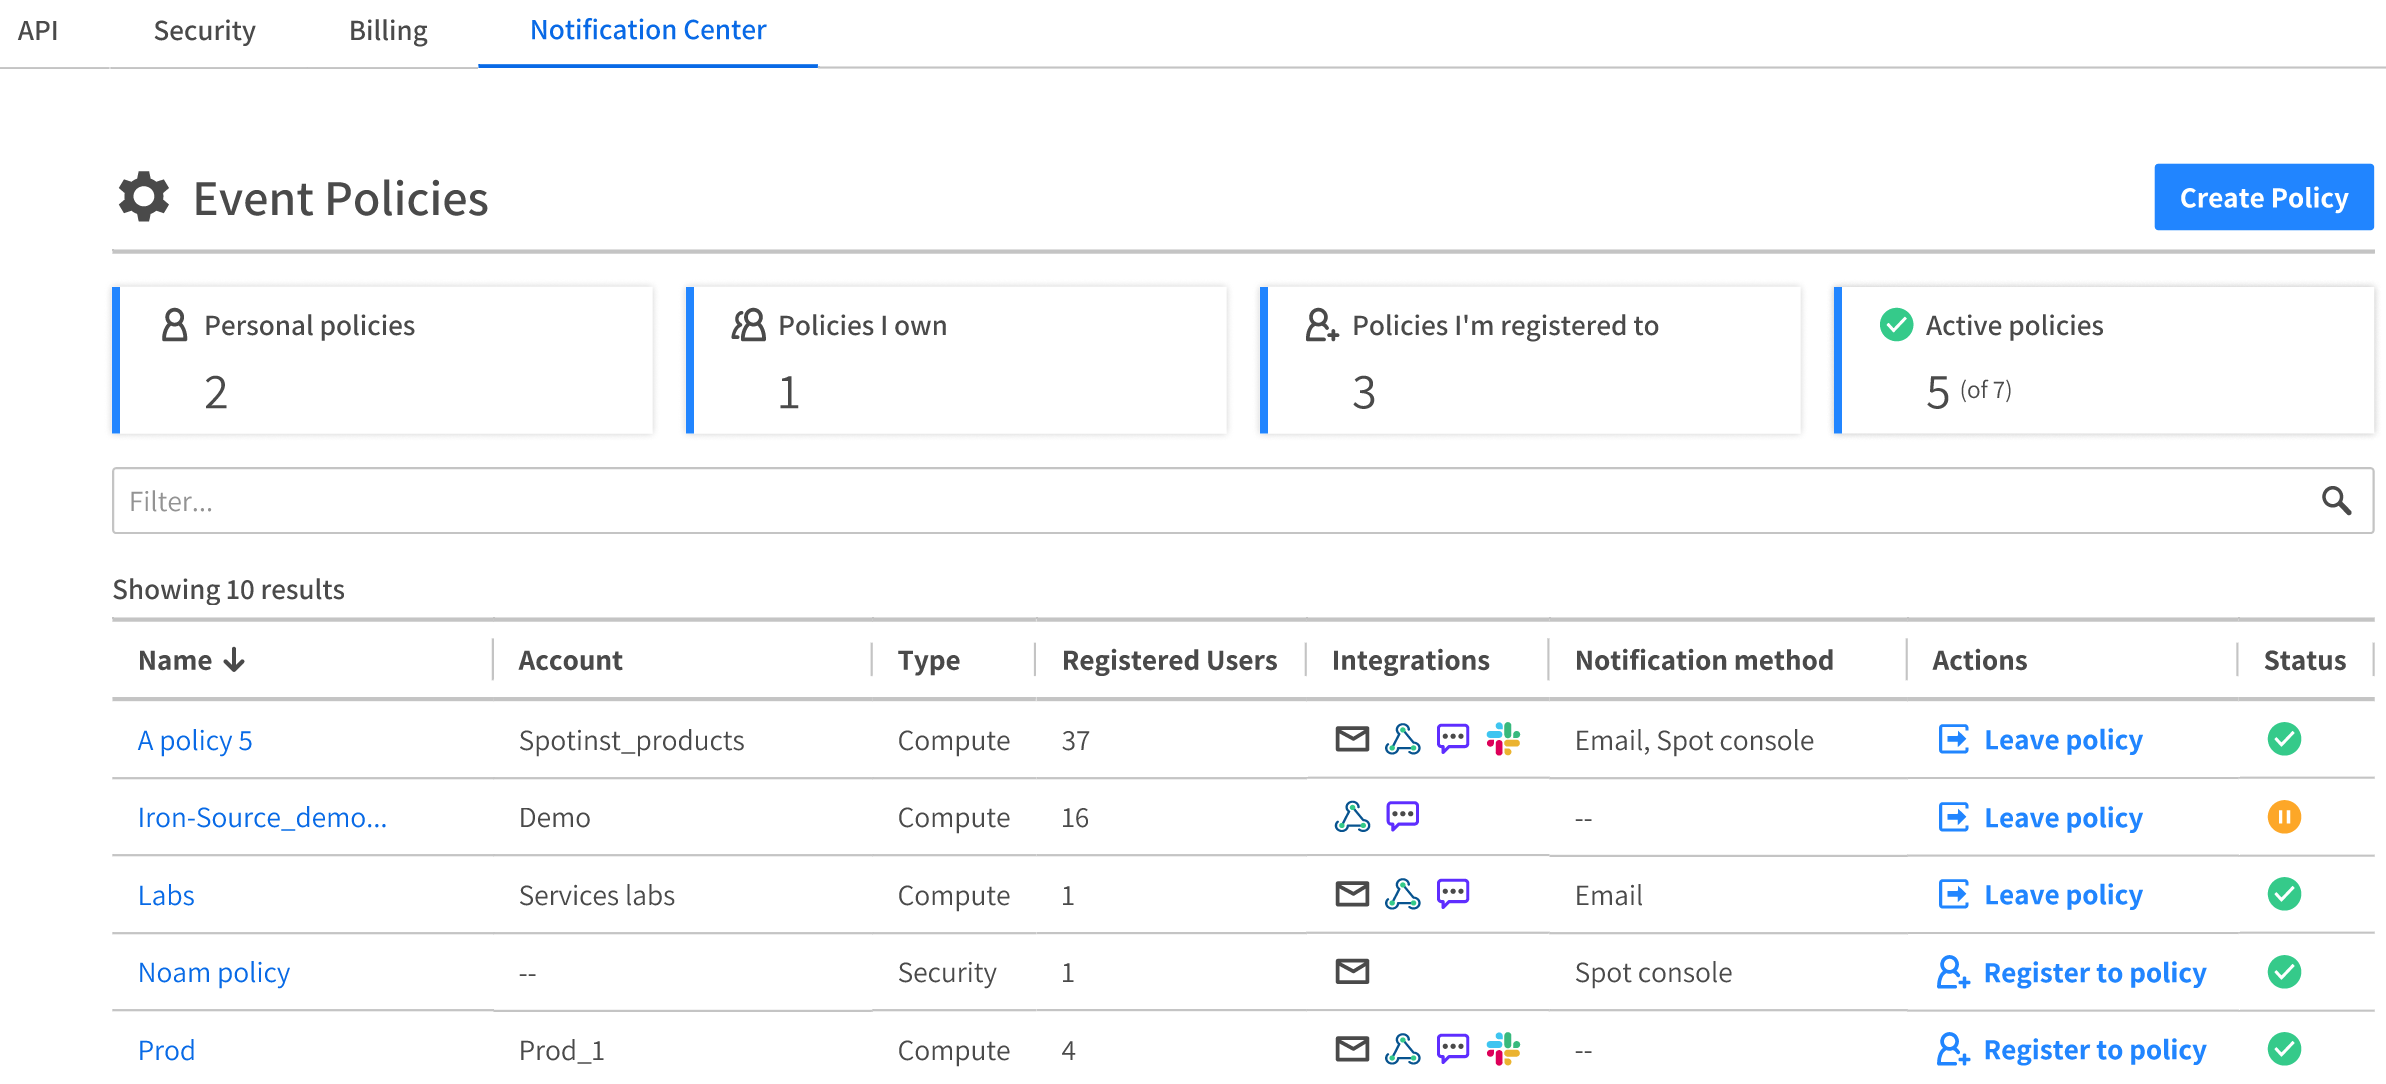 API Security Billing Notification Center
Event Policies Create Policy
Personal policies Policies I own Policies I'm registered to Active policies
2 1 3 5 (of 7)
Filter...
Showing 10 results
Name Account Type Registered Users Integrations Notification method Actions Status
A policy 5 Spotinst_products Compute 37 Email, Spot console Leave policy
Iron-Source_demo... Demo Compute 16 -- Leave policy
Labs Services labs Compute 1 Email Leave policy
Noam policy -- Security 1 Spot console Register to policy
Prod Prod_1 Compute 4 -- Register to policy